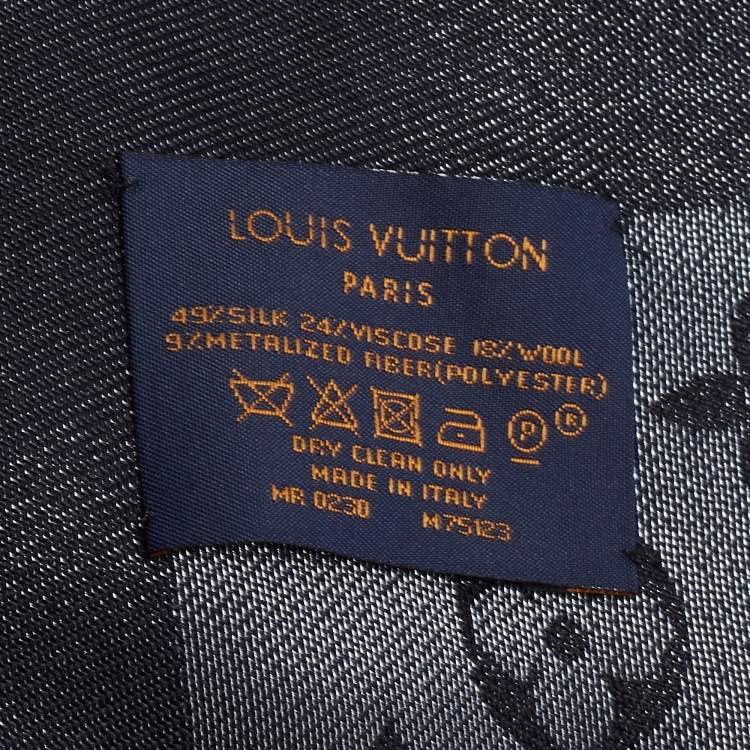 LOUIS VUITTON
PARIS
49%SILK 24%VISCOSE 18%WOOL
9%METALIZED FIBER(POLYESTER)
P R
DRY CLEAN ONLY
MADE IN ITALY
MR 0230 M75123